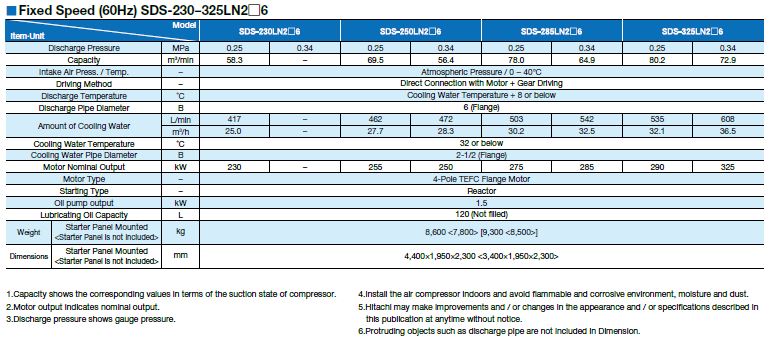 ■ Fixed Speed (60Hz) SDS-230–325LN2□6
Model
Item·Unit
SDS-230LN2□6 SDS-250LN2□6 SDS-285LN2□6 SDS-325LN2□6
Discharge Pressure MPa 0.25 0.34 0.25 0.34 0.25 0.34 0.25 0.34
Capacity m³/min 58.3 – 69.5 56.4 78.0 64.9 80.2 72.9
Intake Air Press. / Temp. – Atmospheric Pressure / 0 – 40°C
Driving Method – Direct Connection with Motor + Gear Driving
Discharge Temperature °C Cooling Water Temperature + 8 or below
Discharge Pipe Diameter B 6 (Flange)
Amount of Cooling Water L/min 417 – 462 472 503 542 535 608
m³/h 25.0 – 27.7 28.3 30.2 32.5 32.1 36.5
Cooling Water Temperature °C 32 or below
Cooling Water Pipe Diameter B 2-1/2 (Flange)
Motor Nominal Output kW 230 – 255 250 275 285 290 325
Motor Type – 4-Pole TEFC Flange Motor
Starting Type – Reactor
Oil pump output kW 1.5
Lubricating Oil Capacity L 120 (Not filled)
Weight Starter Panel Mounted kg 8,600 <7,800> [9,300 <8,500>]
<Starter Panel is not Included>
Dimensions Starter Panel Mounted mm 4,400×1,950×2,300 <3,400×1,950×2,300>
<Starter Panel is not Included>
1.Capacity shows the corresponding values in terms of the suction state of compressor.
2.Motor output indicates nominal output.
3.Discharge pressure shows gauge pressure.
4.Install the air compressor indoors and avoid flammable and corrosive environment, moisture and dust.
5.Hitachi may make improvements and / or changes in the appearance and / or specifications described in
this publication at anytime without notice.
6.Protruding objects such as discharge pipe are not included in Dimension.